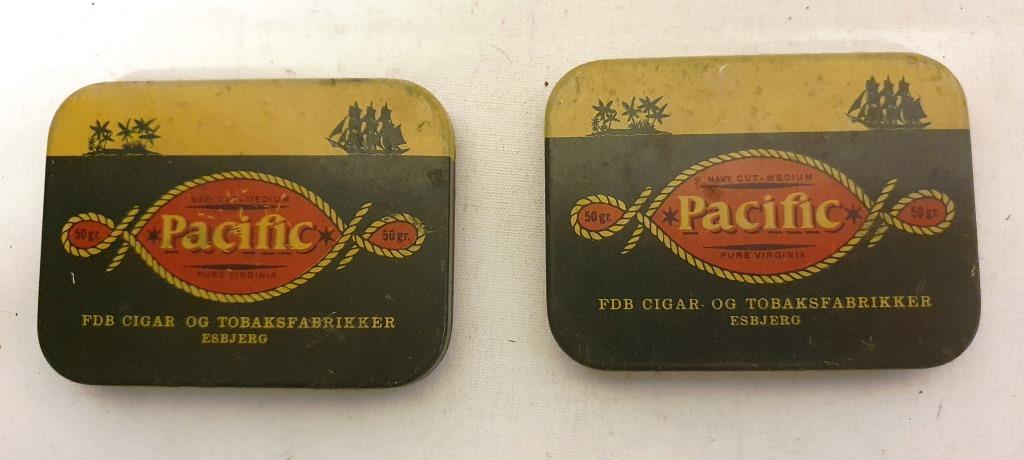 NAVY CUT-MEDIUM
50 gr. Pacific 50 gr.
PURE VIRGINIA
FDB CIGAR OG TOBAKSFABRIKKER
ESBJERG
NAVY CUT-MEDIUM
50 gr. Pacific 50 gr.
PURE VIRGINIA
FDB CIGAR- OG TOBAKSFABRIKKER
ESBJERG